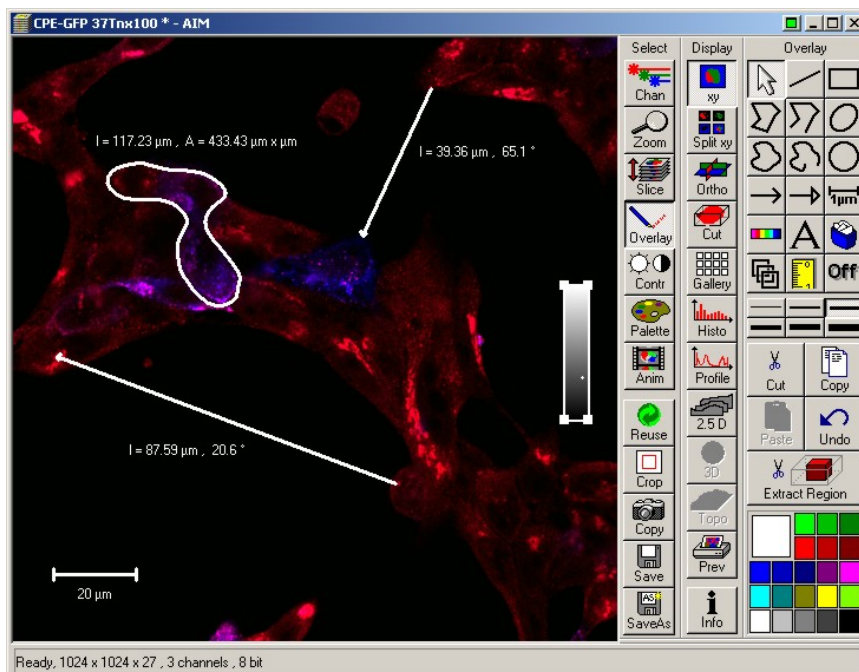 CPE-GFP 37Tnx100 * - AIM
l = 117.23 µm , A = 433.43 µm x µm
l = 39.36 µm , 65.1 °
l = 87.59 µm , 20.6 °
20 µm
Select
Chan
Zoom
Slice
Overlay
Contr
Palette
Anim
Reuse
Crop
Copy
Save
AS
SaveAs
Display
xy
Split xy
Ortho
Cut
Gallery
Histo
Profile
2.5 D
3D
Topo
Prev
i
Info
Overlay
1µm
A
Off
Cut
Copy
Paste
Undo
Extract Region
Ready, 1024 x 1024 x 27 , 3 channels , 8 bit